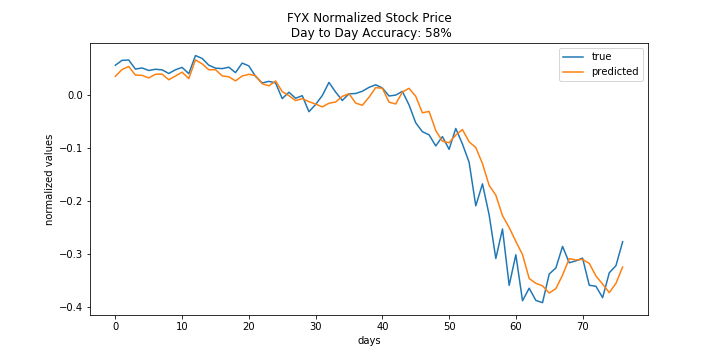 FYX Normalized Stock Price
Day to Day Accuracy: 58%
true
predicted
normalized values
0.0
−0.1
−0.2
−0.3
−0.4
0 10 20 30 40 50 60 70
days